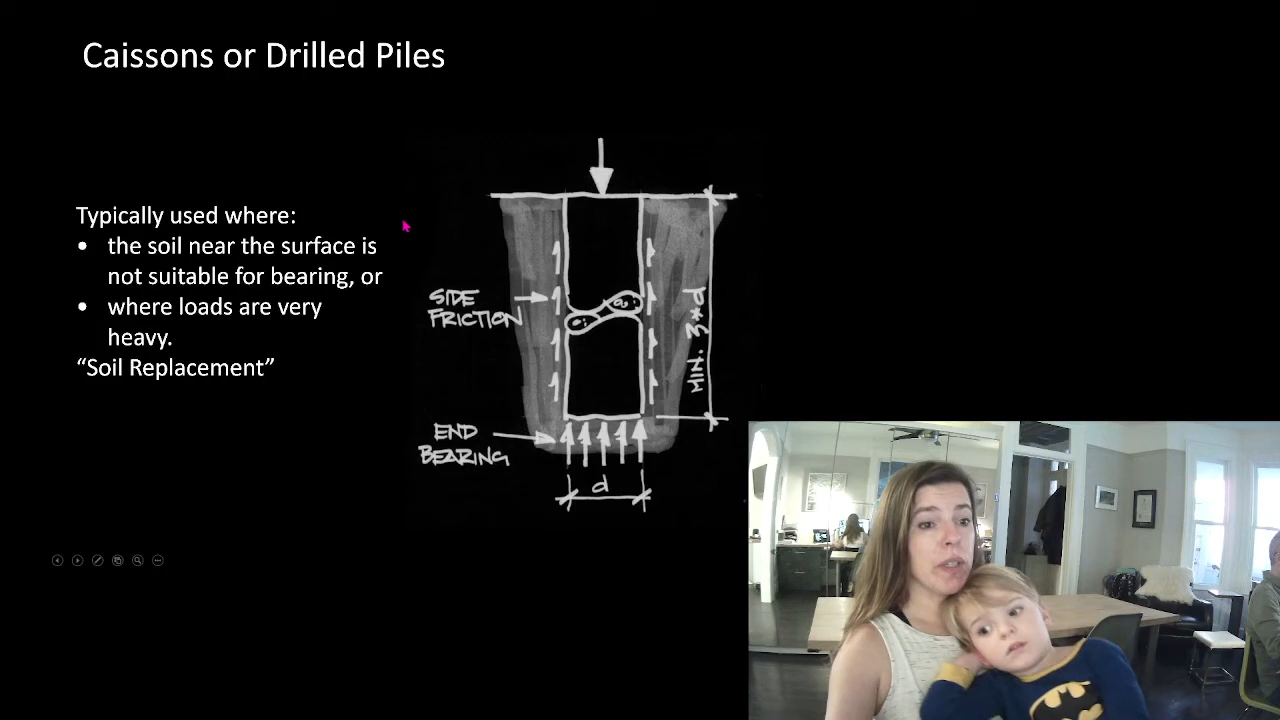 Caissons or Drilled Piles
Typically used where:
• the soil near the surface is
not suitable for bearing, or
• where loads are very
heavy.
“Soil Replacement”
SIDE
FRICTION
MIN. 3*d
END
BEARING
d